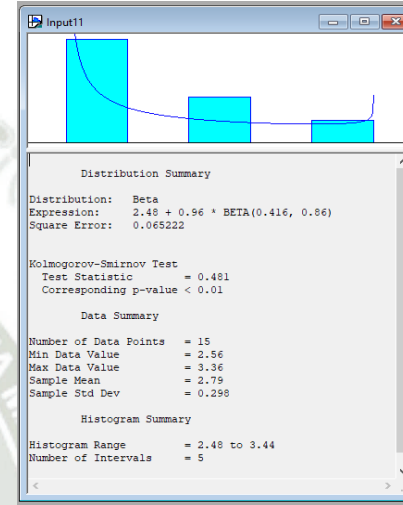 Input11
Distribution Summary
Distribution: Beta
Expression: 2.48 + 0.96 * BETA(0.416, 0.86)
Square Error: 0.065222
Kolmogorov-Smirnov Test
Test Statistic = 0.481
Corresponding p-value < 0.01
Data Summary
Number of Data Points = 15
Min Data Value = 2.56
Max Data Value = 3.36
Sample Mean = 2.79
Sample Std Dev = 0.298
Histogram Summary
Histogram Range = 2.48 to 3.44
Number of Intervals = 5